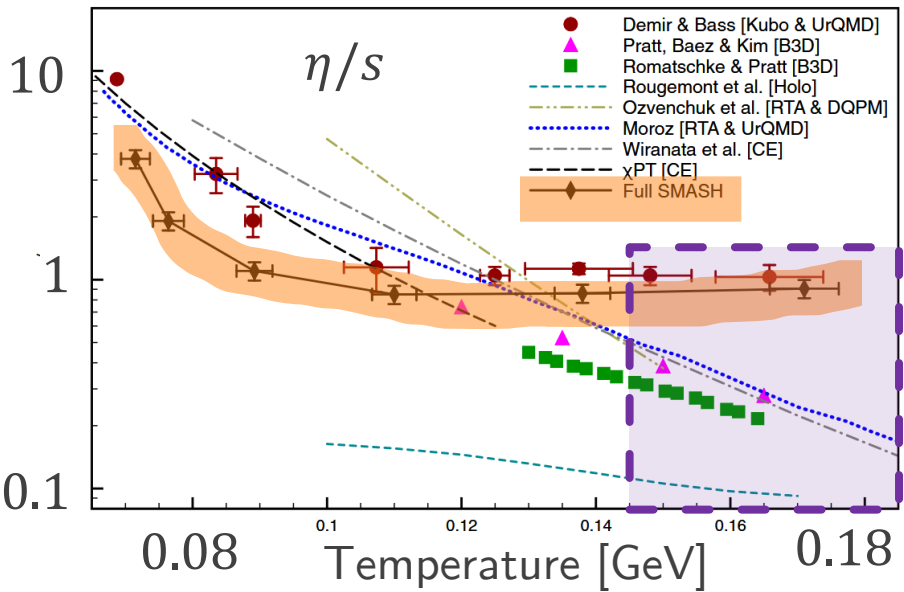 η/s
Demir & Bass [Kubo & UrQMD]
Pratt, Baez & Kim [B3D]
Romatschke & Pratt [B3D]
Rougemont et al. [Holo]
Ozvenchuk et al. [RTA & DQPM]
Moroz [RTA & UrQMD]
Wiranata et al. [CE]
χPT [CE]
Full SMASH
10
1
0.1
0.1 0.12 0.14 0.16
0.08 0.18
Temperature [GeV]